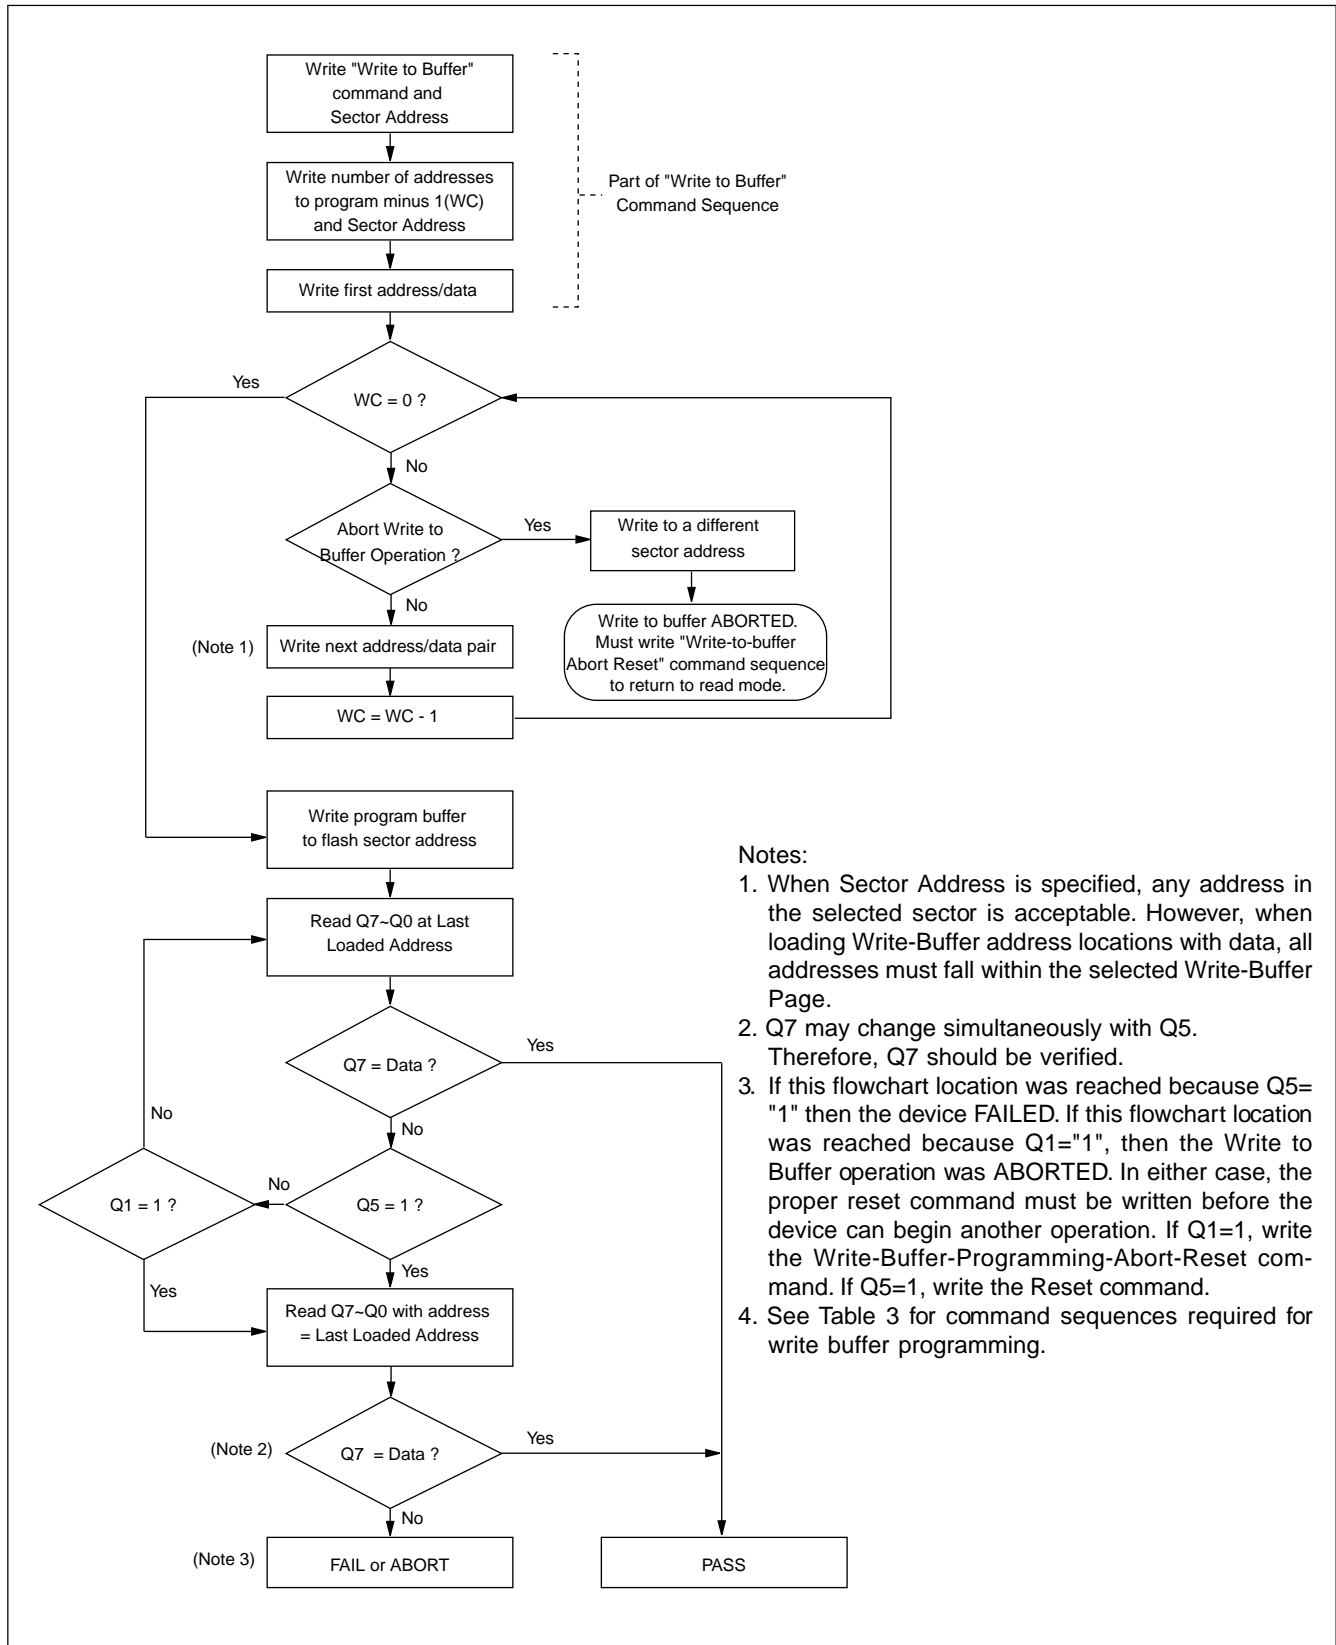 Write "Write to Buffer"
command and
Sector Address
Write number of addresses
to program minus 1(WC)
and Sector Address
Part of "Write to Buffer"
Command Sequence
Write first address/data
Yes
WC = 0 ?
No
Abort Write to
Buffer Operation ?
Yes
Write to a different
sector address
No
Write to buffer ABORTED.
Must write "Write-to-buffer
Abort Reset" command sequence
to return to read mode.
(Note 1)
Write next address/data pair
WC = WC - 1
Write program buffer
to flash sector address
Read Q7~Q0 at Last
Loaded Address
Q7 = Data ?
Yes
No
No
Q1 = 1 ?
No
Q5 = 1 ?
Yes
Yes
Read Q7~Q0 with address
= Last Loaded Address
(Note 2)
Q7 = Data ?
Yes
No
(Note 3)
FAIL or ABORT
PASS
Notes:
1. When Sector Address is specified, any address in
the selected sector is acceptable. However, when
loading Write-Buffer address locations with data, all
addresses must fall within the selected Write-Buffer
Page.
2. Q7 may change simultaneously with Q5.
Therefore, Q7 should be verified.
3. If this flowchart location was reached because Q5=
"1" then the device FAILED. If this flowchart location
was reached because Q1="1", then the Write to
Buffer operation was ABORTED. In either case, the
proper reset command must be written before the
device can begin another operation. If Q1=1, write
the Write-Buffer-Programming-Abort-Reset com-
mand. If Q5=1, write the Reset command.
4. See Table 3 for command sequences required for
write buffer programming.